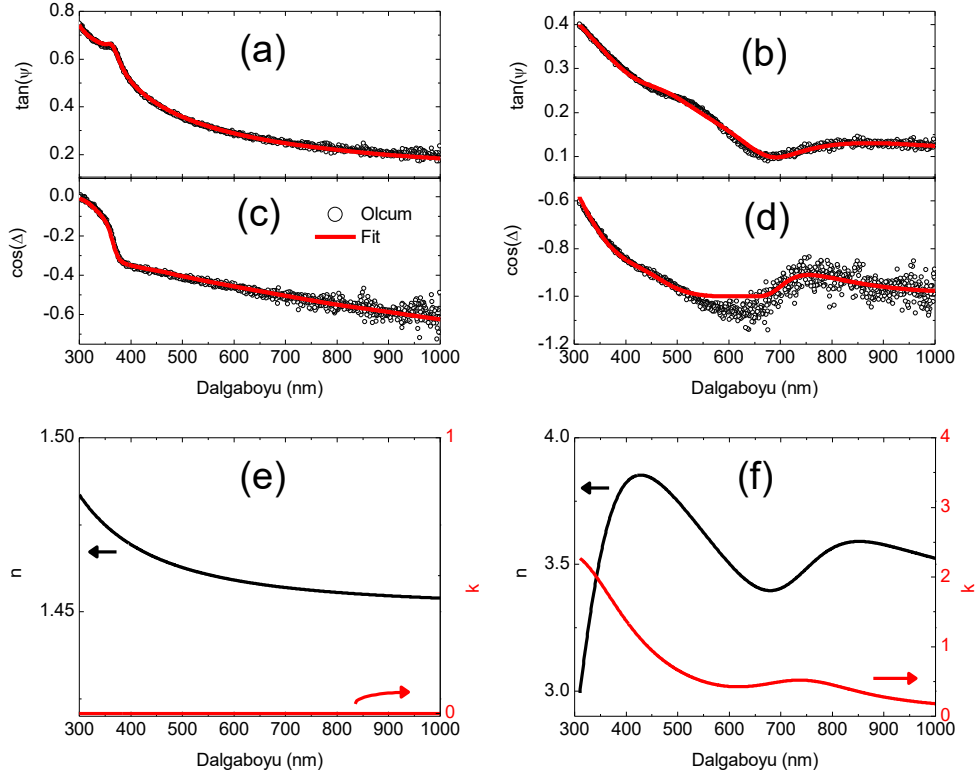 0.8
0.6
0.4
0.2
tan(ψ)
(a)
0.4
0.3
0.2
0.1
tan(ψ)
(b)
0.0
-0.2
-0.4
-0.6
cos(Δ)
(c)
Olcum
Fit
300 400 500 600 700 800 900 1000
Dalgaboyu (nm)
-0.6
-0.8
-1.0
-1.2
cos(Δ)
(d)
300 400 500 600 700 800 900 1000
Dalgaboyu (nm)
1.50
1.45
n
(e)
1
0
k
300 400 500 600 700 800 900 1000
Dalgaboyu (nm)
4.0
3.5
3.0
n
(f)
4
3
2
1
0
k
300 400 500 600 700 800 900 1000
Dalgaboyu (nm)